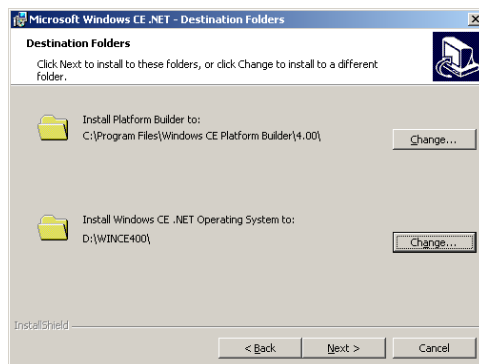 Microsoft Windows CE .NET - Destination Folders
Destination Folders
Click Next to install to these folders, or click Change to install to a different
folder.
Install Platform Builder to:
C:\Program Files\Windows CE Platform Builder\4.00\
Change...
Install Windows CE .NET Operating System to:
D:\WINCE400\
Change...
InstallShield
< Back
Next >
Cancel